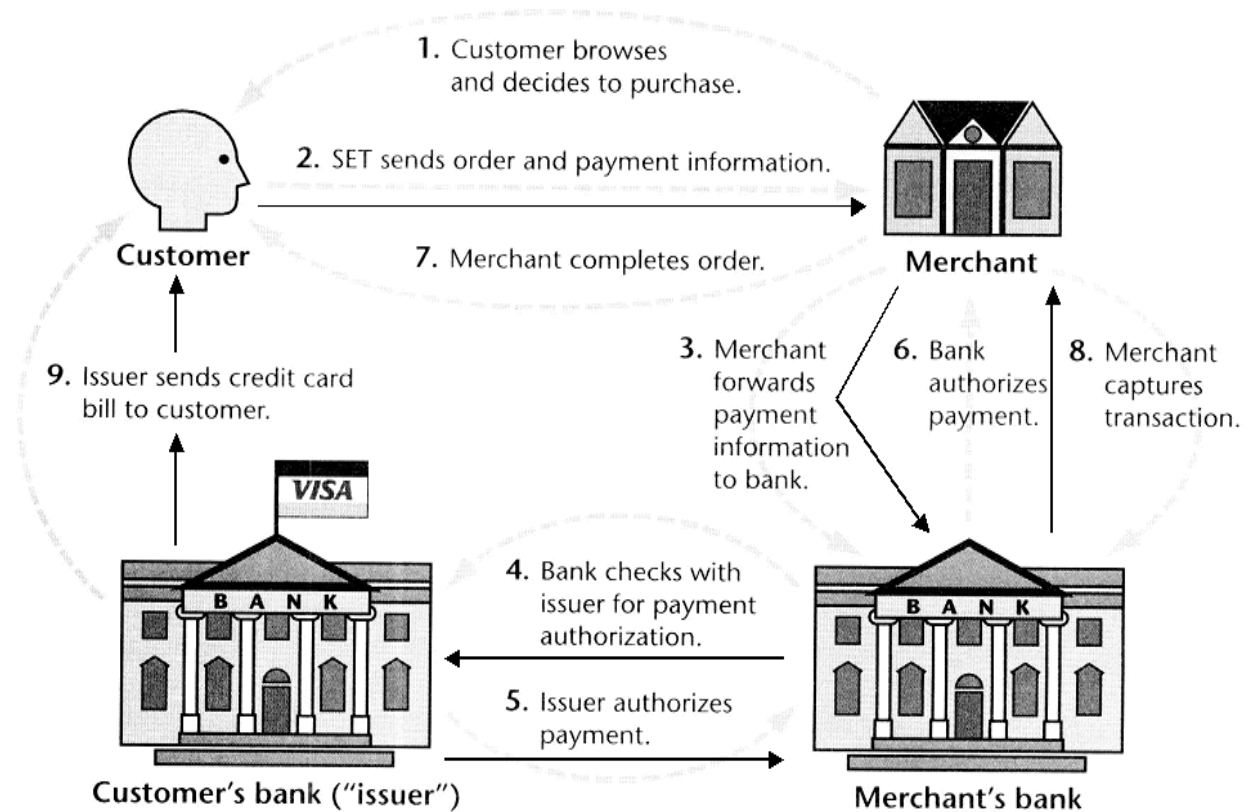 1. Customer browses
and decides to purchase.
2. SET sends order and payment information.
Customer
7. Merchant completes order.
Merchant
3. Merchant
forwards
payment
information
to bank.
6. Bank
authorizes
payment.
8. Merchant
captures
transaction.
9. Issuer sends credit card
bill to customer.
VISA
BANK
4. Bank checks with
issuer for payment
authorization.
BANK
5. Issuer authorizes
payment.
Customer's bank (“issuer”)
Merchant's bank